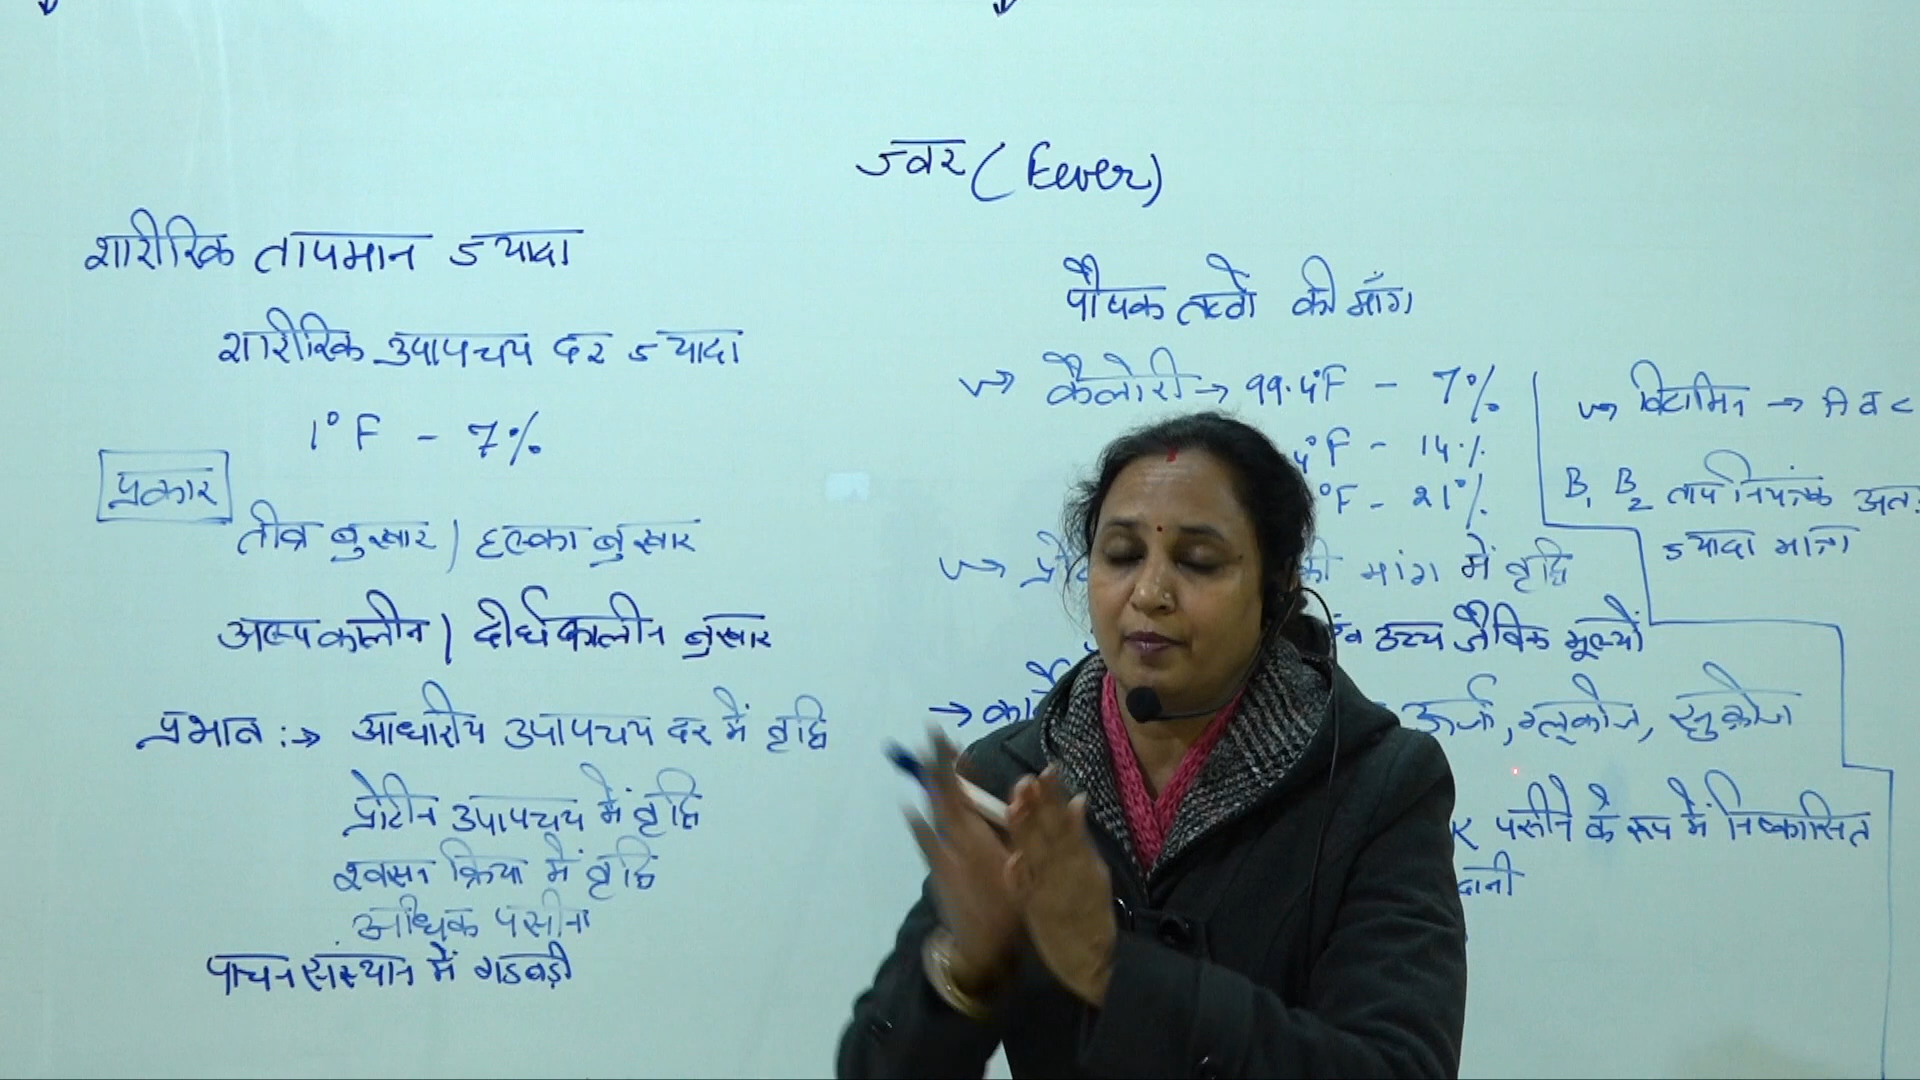 ज्वर (Fever)
शारीरिक तापमान ज्यादा
शारीरिक उपापचय दर ज्यादा
1°F - 7%
प्रकार
तीव्र बुखार / हल्का बुखार
अल्पकालीन / दीर्घकालीन बुखार
प्रभाव :→ आधारीय उपापचय दर में वृद्धि
प्रोटीन उपापचय में वृद्धि
श्वसन क्रिया में वृद्धि
अधिक पसीना
पाचन संस्थान में गडबड़ी
पौषक तत्वों की माँग
कैलोरी → 99.4°F - 7%
4°F - 14%
°F - 21%
की मांग में वृद्धि
उच्च जैविक मूल्यों
→ ऊर्जा, ग्लूकोज, सुक्रोज
K पसीने के रूप में निष्कासित
विटामिन → A B C
B1 B2 ताप नियंत्रक अतः
ज्यादा मात्रा